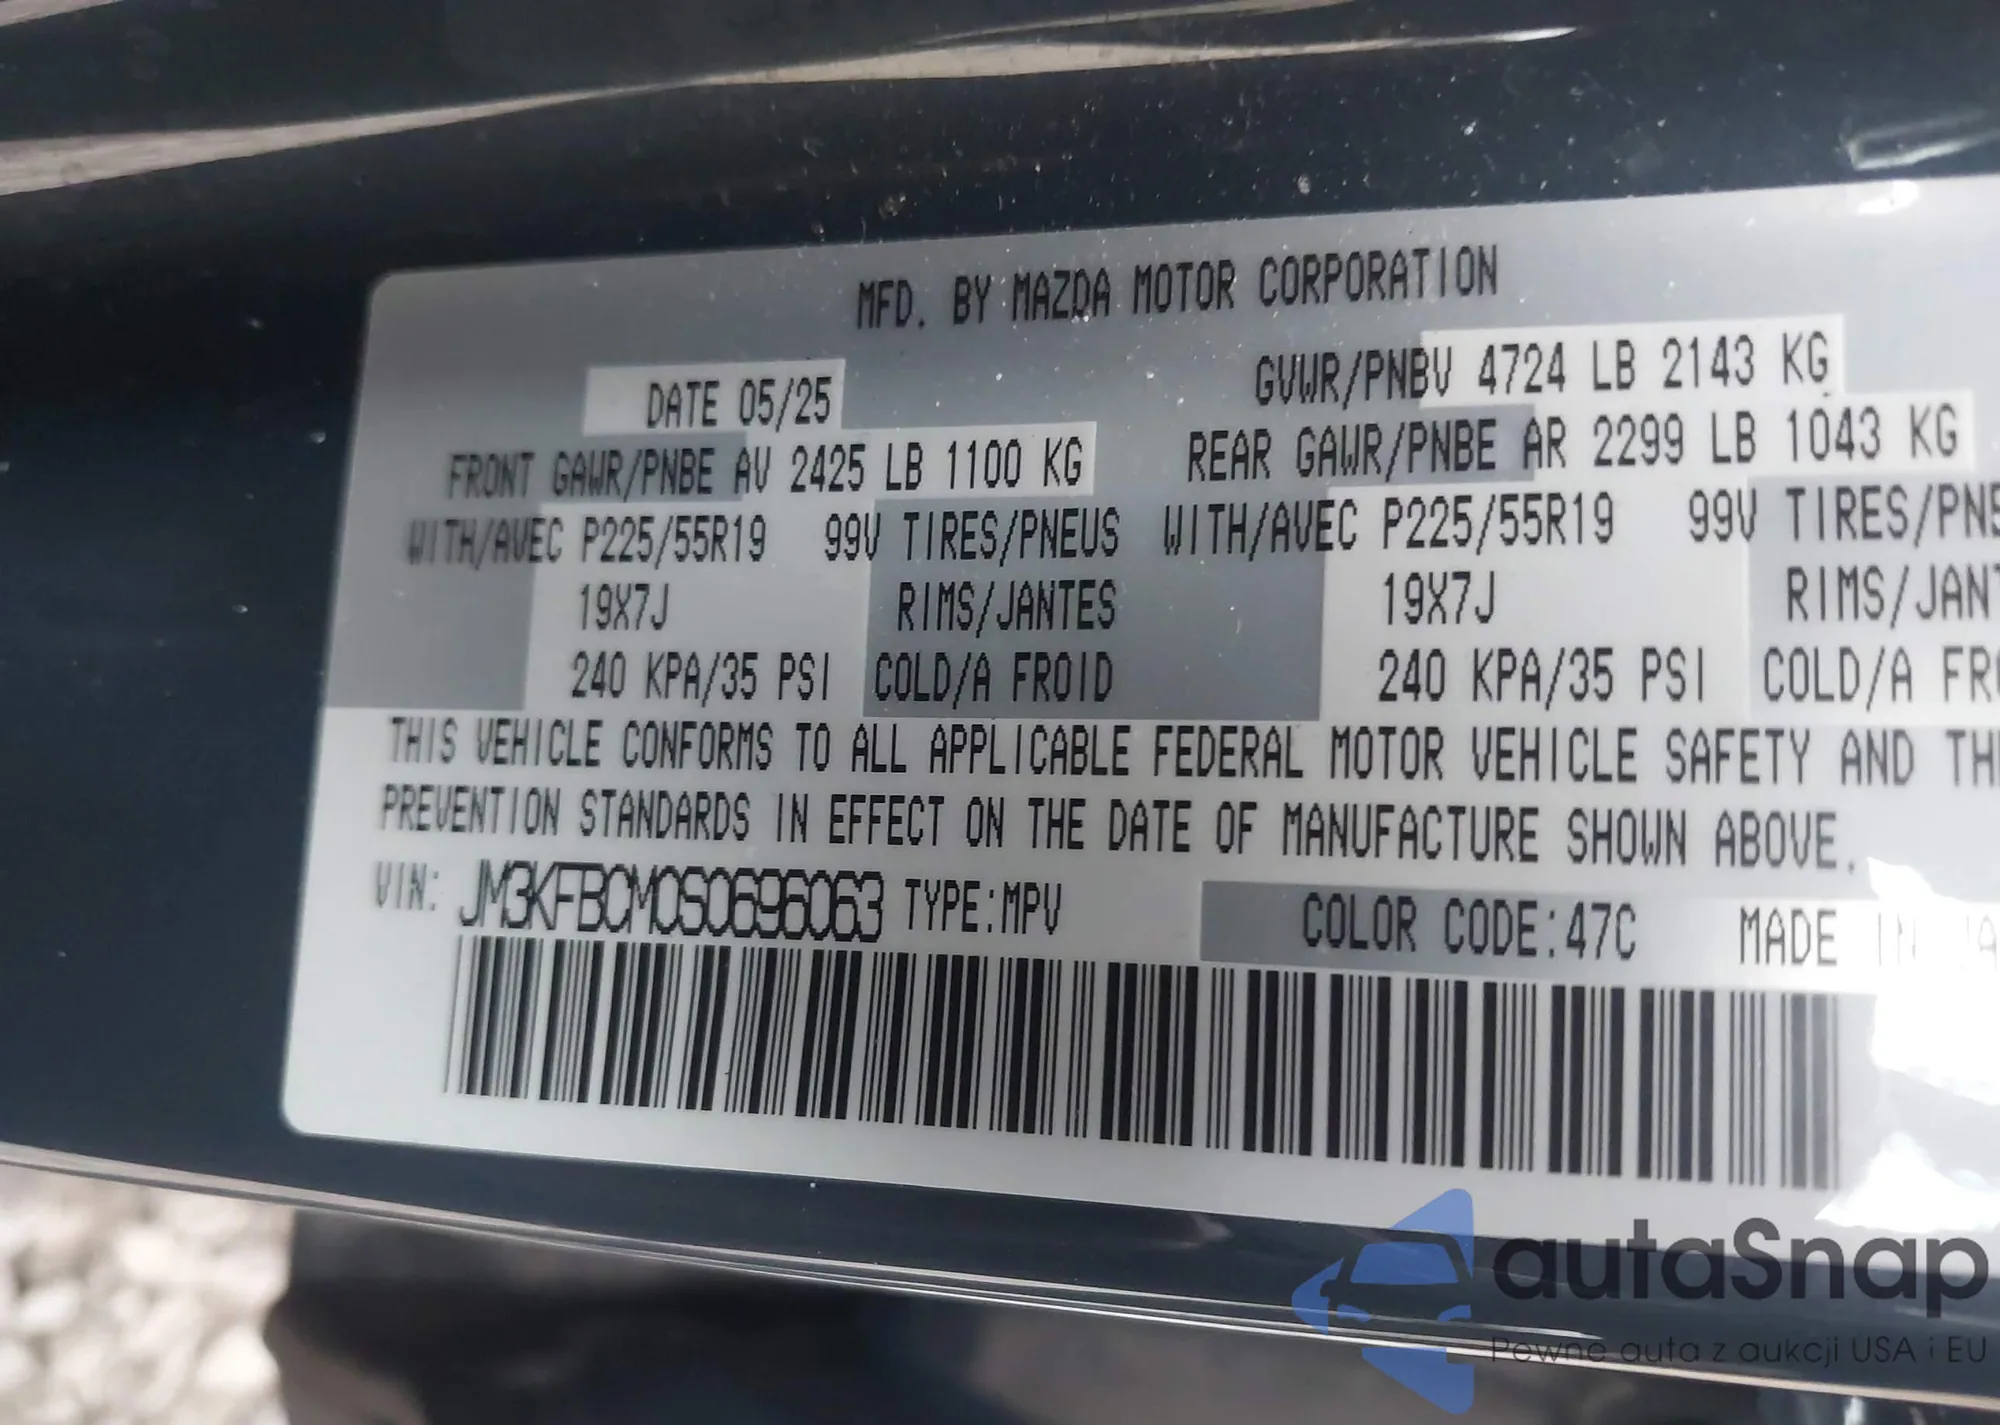 MFD. BY MAZDA MOTOR CORPORATION
DATE 05/25 GVWR/PNBV 4724 LB 2143 KG
FRONT GAWR/PNBE AV 2425 LB 1100 KG REAR GAWR/PNBE AR 2299 LB 1043 KG
WITH/AVEC P225/55R19 99V TIRES/PNEUS WITH/AVEC P225/55R19 99V TIRES/PNE
19X7J RIMS/JANTES 19X7J RIMS/JANT
240 KPA/35 PSI COLD/A FROID 240 KPA/35 PSI COLD/A FRO
THIS VEHICLE CONFORMS TO ALL APPLICABLE FEDERAL MOTOR VEHICLE SAFETY AND THE
PREVENTION STANDARDS IN EFFECT ON THE DATE OF MANUFACTURE SHOWN ABOVE.
VIN: JM3KFBCM0S0696063 TYPE:MPV COLOR CODE:47C MADE IN
autaSnap
Pewne auta z aukcji USA i EU